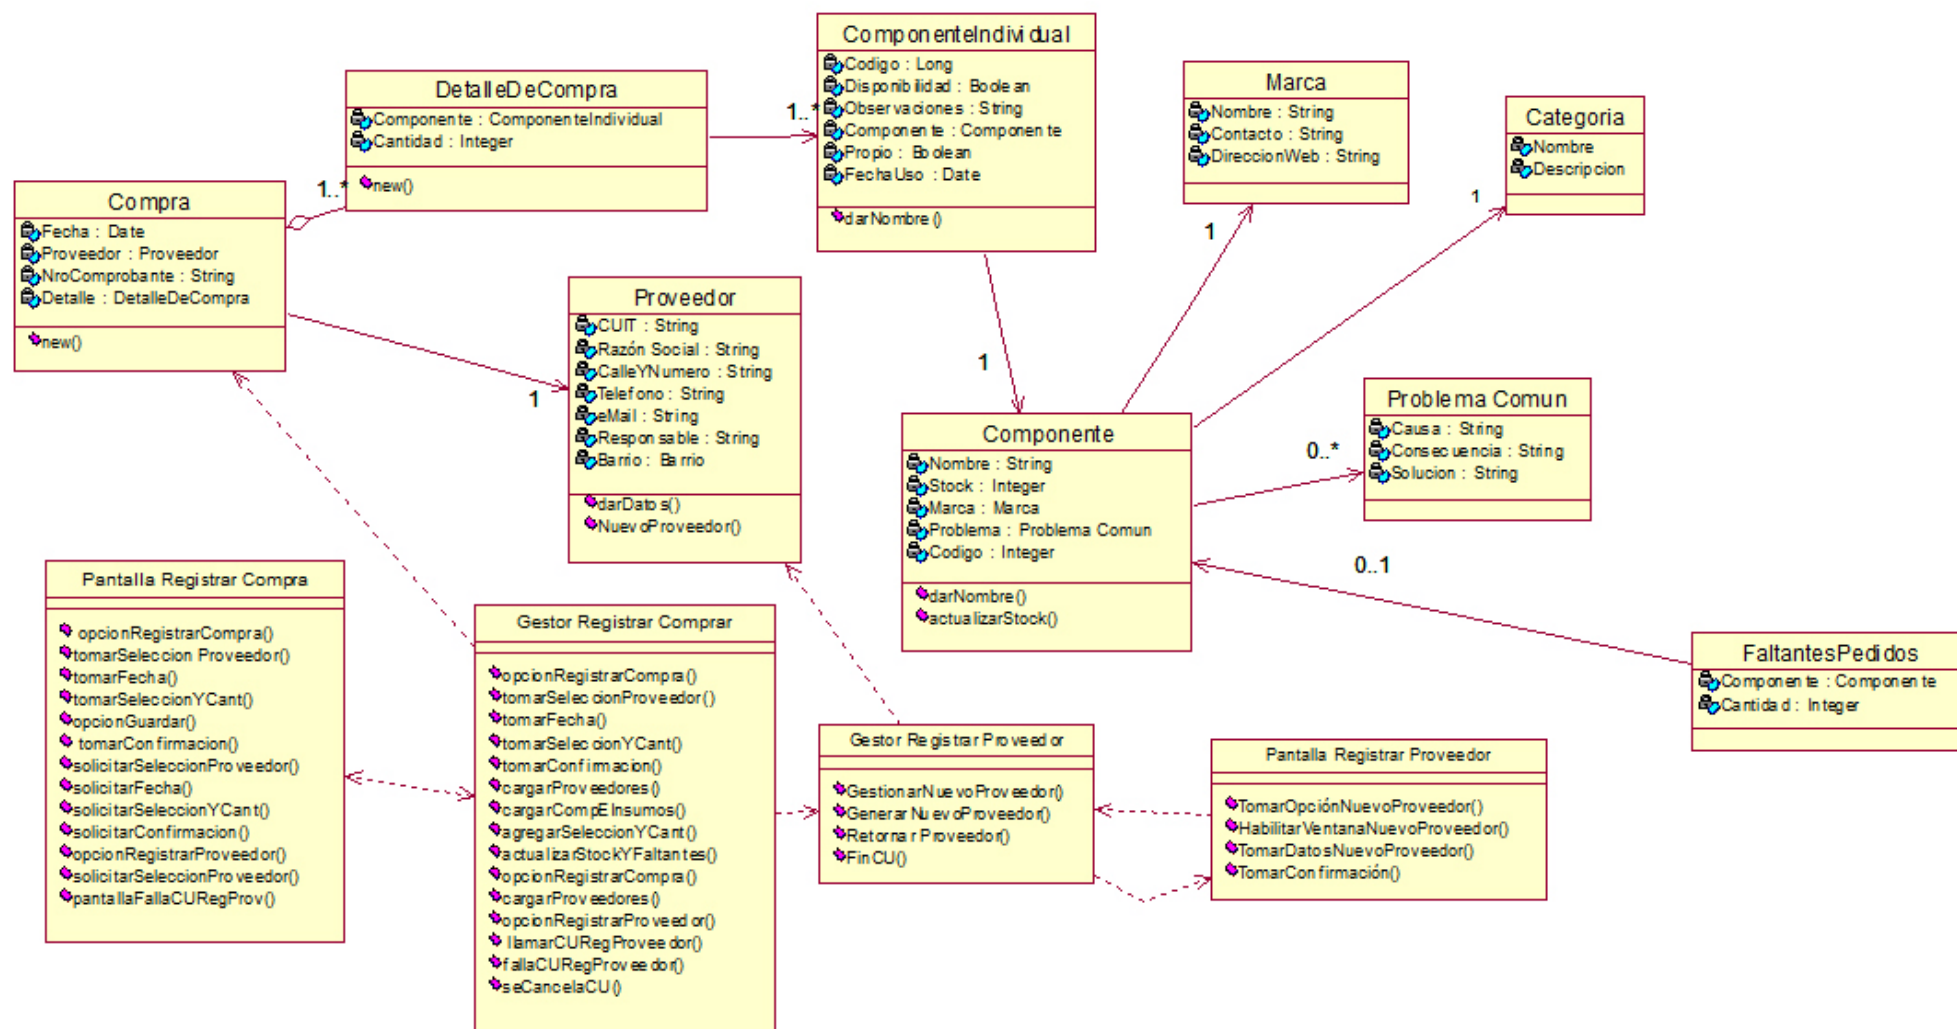 Compra
Fecha : Date
Proveedor : Proveedor
NroComprobante : String
Detalle : DetalleDeCompra
new()
1..*
DetalleDeCompra
Componente : ComponenteIndividual
Cantidad : Integer
new()
1..*
ComponenteIndividual
Codigo : Long
Disponibilidad : Boolean
Observaciones : String
Componente : Componente
Propio : Bolean
FechaUso : Date
darNombre()
Marca
Nombre : String
Contacto : String
DireccionWeb : String
1
Categoria
Nombre
Descripcion
1
Proveedor
CUIT : String
Razón Social : String
CalleYNumero : String
Telefono : String
eMail : String
Responsable : String
Barrio : Barrio
darDatos()
NuevoProveedor()
1
1
Componente
Nombre : String
Stock : Integer
Marca : Marca
Problema : Problema Comun
Codigo : Integer
darNombre()
actualizarStock()
Problema Comun
Causa : String
Consecuencia : String
Solucion : String
0..*
0..1
FaltantesPedidos
Componente : Componente
Cantidad : Integer
Pantalla Registrar Compra
opcionRegistrarCompra()
tomarSeleccion Proveedor()
tomarFecha()
tomarSeleccionYCant()
opcionGuardar()
tomarConfirmacion()
solicitarSeleccionProveedor()
solicitarFecha()
solicitarSeleccionYCant()
solicitarConfirmacion()
opcionRegistrarProveedor()
solicitarSeleccionProveedor()
pantallaFallaCURegProv()
Gestor Registrar Comprar
opcionRegistrarCompra()
tomarSeleccionProveedor()
tomarFecha()
tomarSeleccionYCant()
tomarConfirmacion()
cargarProveedores()
cargarCompEInsumos()
agregarSeleccionYCant()
actualizarStockYFaltantes()
opcionRegistrarCompra()
cargarProveedores()
opcionRegistrarProveedor()
llamarCURegProveedor()
fallaCURegProveedor()
seCancelaCU()
Gestor Registrar Proveedor
GestionarNuevoProveedor()
GenerarNuevoProveedor()
Retornar Proveedor()
FinCU()
Pantalla Registrar Proveedor
TomarOpciónNuevoProveedor()
HabilitarVentanaNuevoProveedor()
TomarDatosNuevoProveedor()
TomarConfirmación()